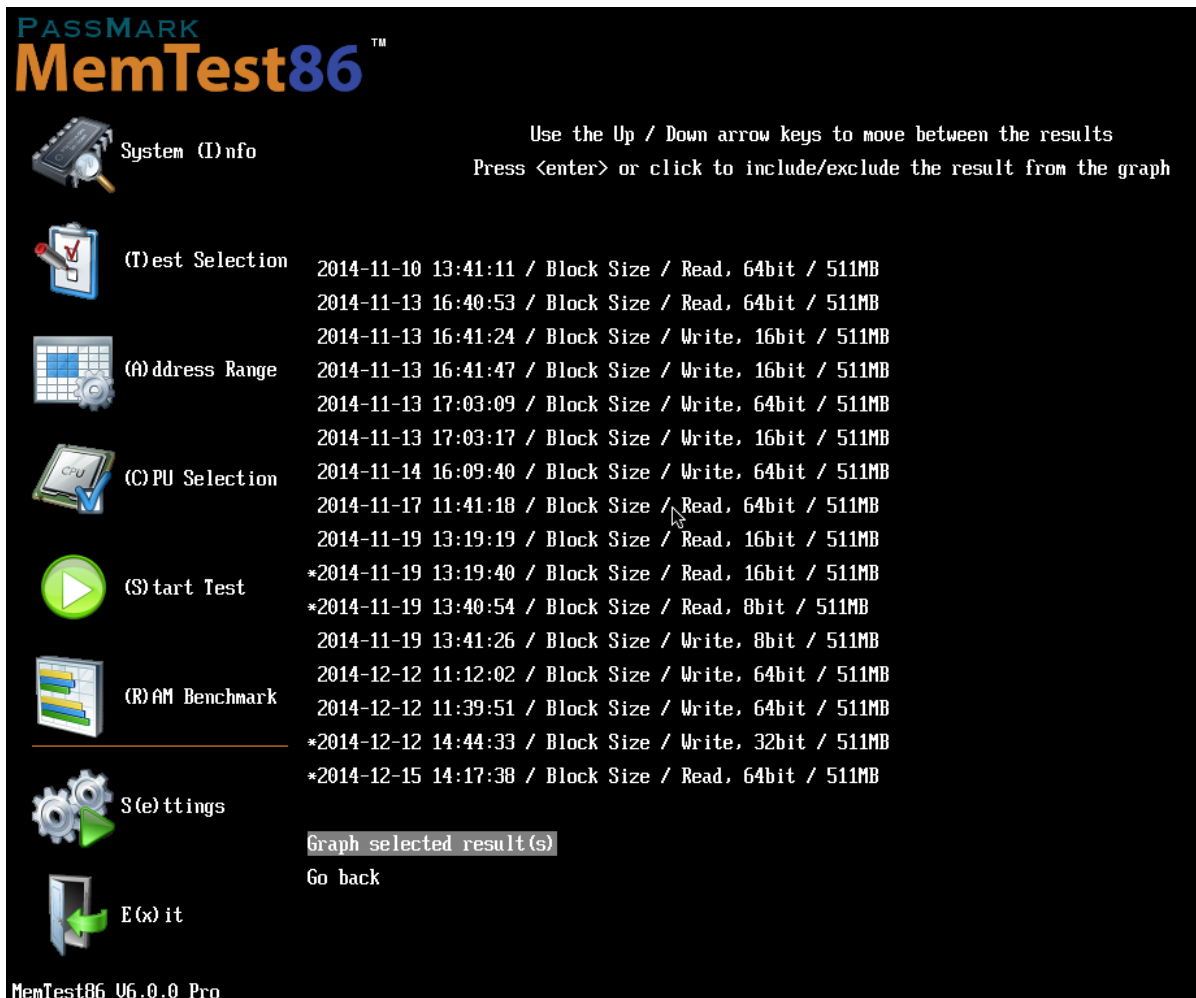 PASSMARK
MemTest86™
System (I)nfo
(T)est Selection
(A)ddress Range
(C)PU Selection
CPU
(S)tart Test
(R)AM Benchmark
S(e)ttings
E(x)it
Use the Up / Down arrow keys to move between the results
Press <enter> or click to include/exclude the result from the graph
2014-11-10 13:41:11 / Block Size / Read, 64bit / 511MB
2014-11-13 16:40:53 / Block Size / Read, 64bit / 511MB
2014-11-13 16:41:24 / Block Size / Write, 16bit / 511MB
2014-11-13 16:41:47 / Block Size / Write, 16bit / 511MB
2014-11-13 17:03:09 / Block Size / Write, 64bit / 511MB
2014-11-13 17:03:17 / Block Size / Write, 16bit / 511MB
2014-11-14 16:09:40 / Block Size / Write, 64bit / 511MB
2014-11-17 11:41:18 / Block Size / Read, 64bit / 511MB
2014-11-19 13:19:19 / Block Size / Read, 16bit / 511MB
*2014-11-19 13:19:40 / Block Size / Read, 16bit / 511MB
*2014-11-19 13:40:54 / Block Size / Read, 8bit / 511MB
2014-11-19 13:41:26 / Block Size / Write, 8bit / 511MB
2014-12-12 11:12:02 / Block Size / Write, 64bit / 511MB
2014-12-12 11:39:51 / Block Size / Write, 64bit / 511MB
*2014-12-12 14:44:33 / Block Size / Write, 32bit / 511MB
*2014-12-15 14:17:38 / Block Size / Read, 64bit / 511MB
Graph selected result(s)
Go back
MemTest86 V6.0.0 Pro